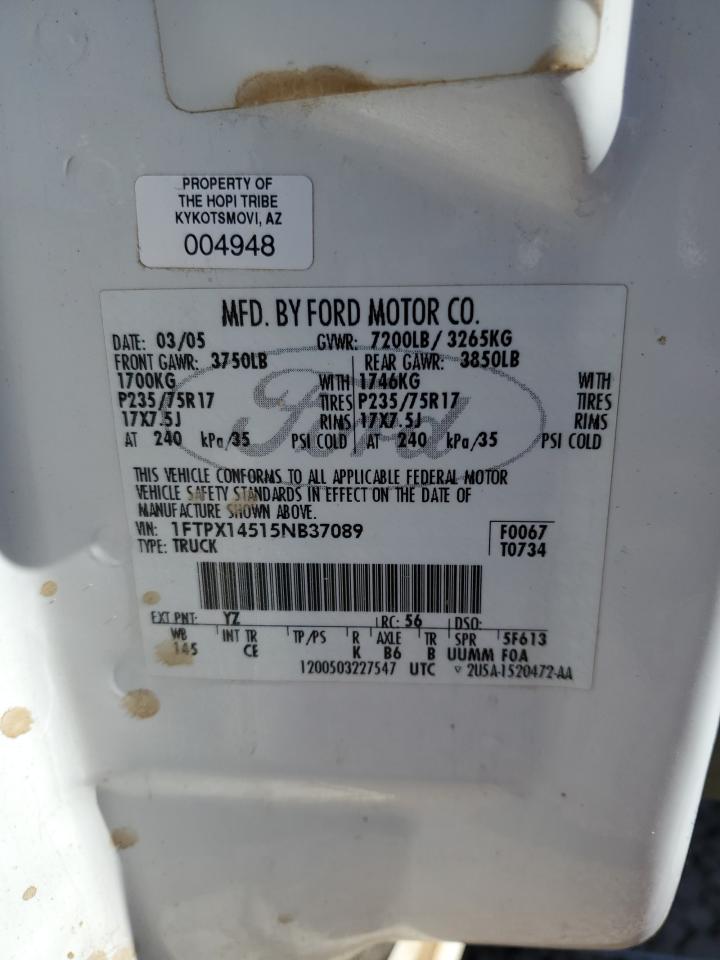 PROPERTY OF
THE HOPI TRIBE
KYKOTSMOVI, AZ
004948
MFD. BY FORD MOTOR CO.
DATE: 03/05 GVWR: 7200LB/ 3265KG
FRONT GAWR: 3750LB REAR GAWR: 3850LB
1700KG WITH 1746KG WITH
P235/75R17 TIRES P235/75R17 TIRES
17X7.5J RIMS 17X7.5J RIMS
AT 240 kPa/35 PSI COLD AT 240 kPa/35 PSI COLD
Ford
THIS VEHICLE CONFORMS TO ALL APPLICABLE FEDERAL MOTOR
VEHICLE SAFETY STANDARDS IN EFFECT ON THE DATE OF
MANUFACTURE SHOWN ABOVE.
VIN: 1FTPX14515NB37089 F0067
TYPE: TRUCK T0734
EXT PNT: YZ RC: 56 DSO:
WB INT TR TP/PS R AXLE TR SPR 5F613
145 CE K B6 B UUMM F0A
1200503227547 UTC ▽ 2U5A-1520472-AA